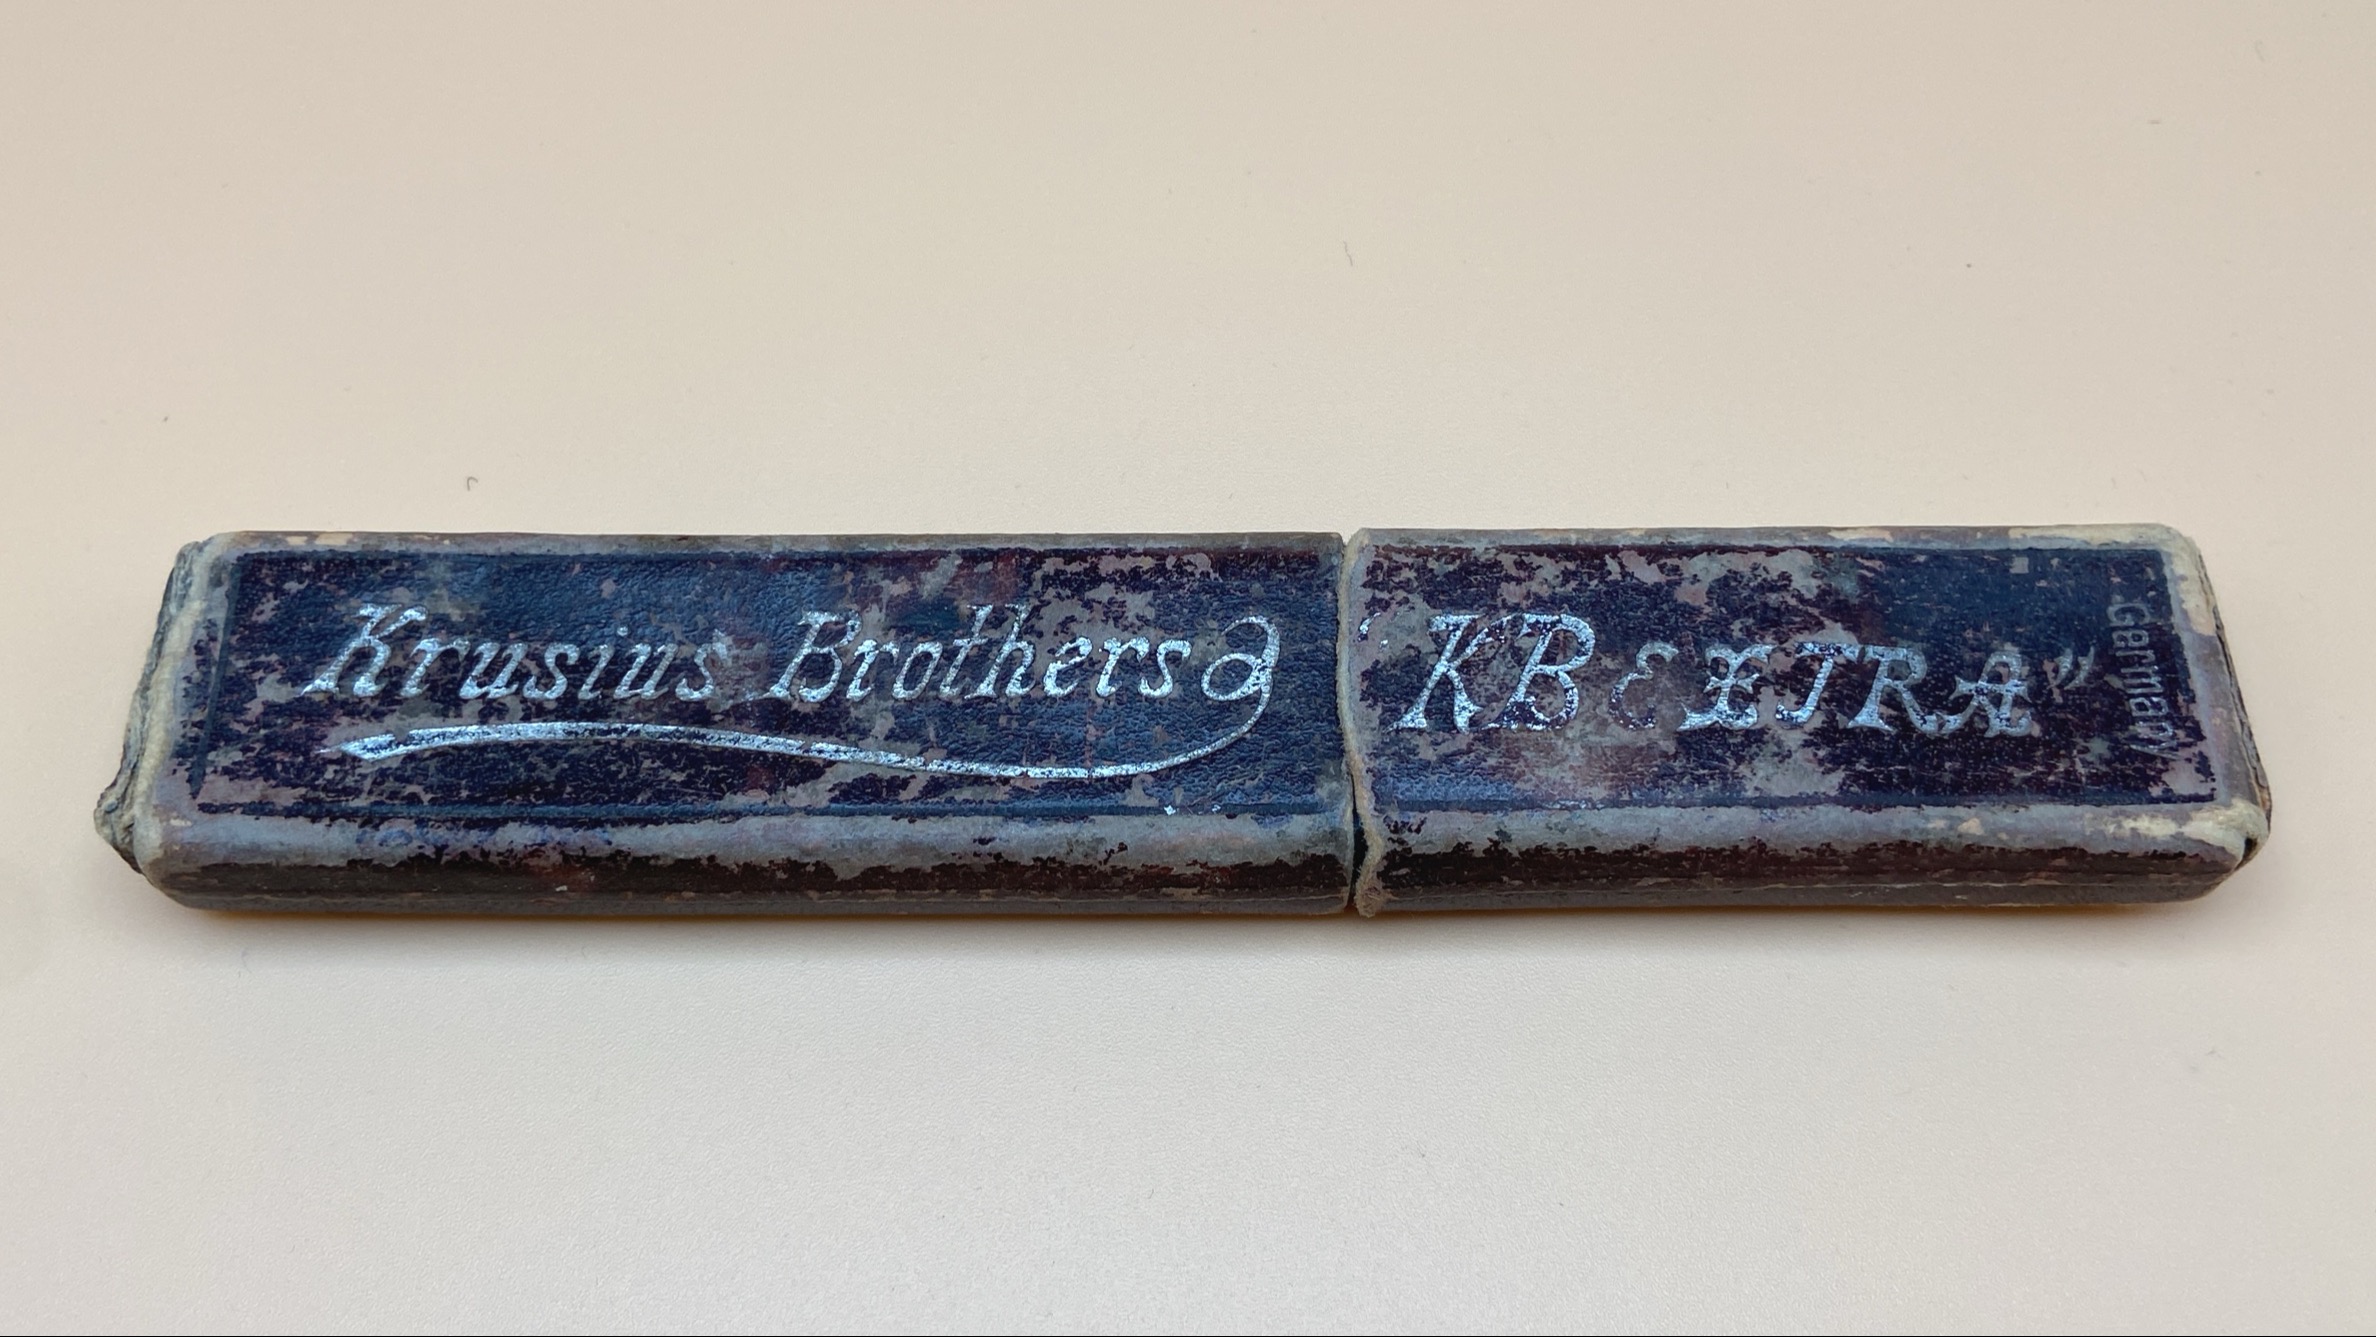 Krusius Brothers
"KB EXTRA"
Germany